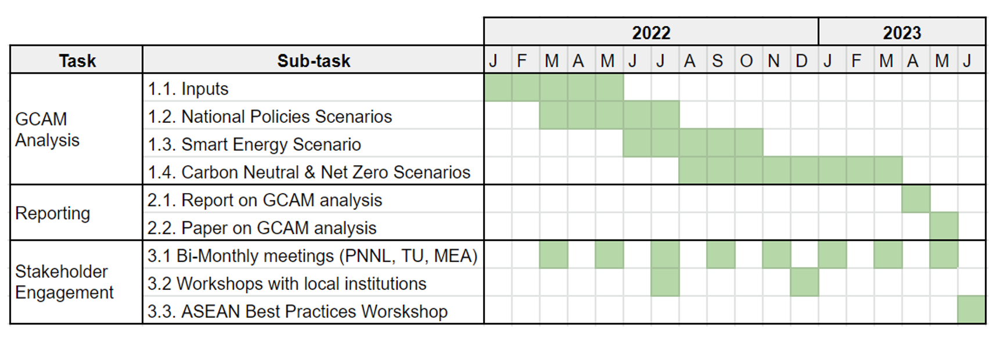 2022 2023
Task Sub-task J F M A M J J A S O N D J F M A M J
GCAM
Analysis
1.1. Inputs
1.2. National Policies Scenarios
1.3. Smart Energy Scenario
1.4. Carbon Neutral & Net Zero Scenarios
Reporting
2.1. Report on GCAM analysis
2.2. Paper on GCAM analysis
Stakeholder
Engagement
3.1 Bi-Monthly meetings (PNNL, TU, MEA)
3.2 Workshops with local institutions
3.3. ASEAN Best Practices Worskshop